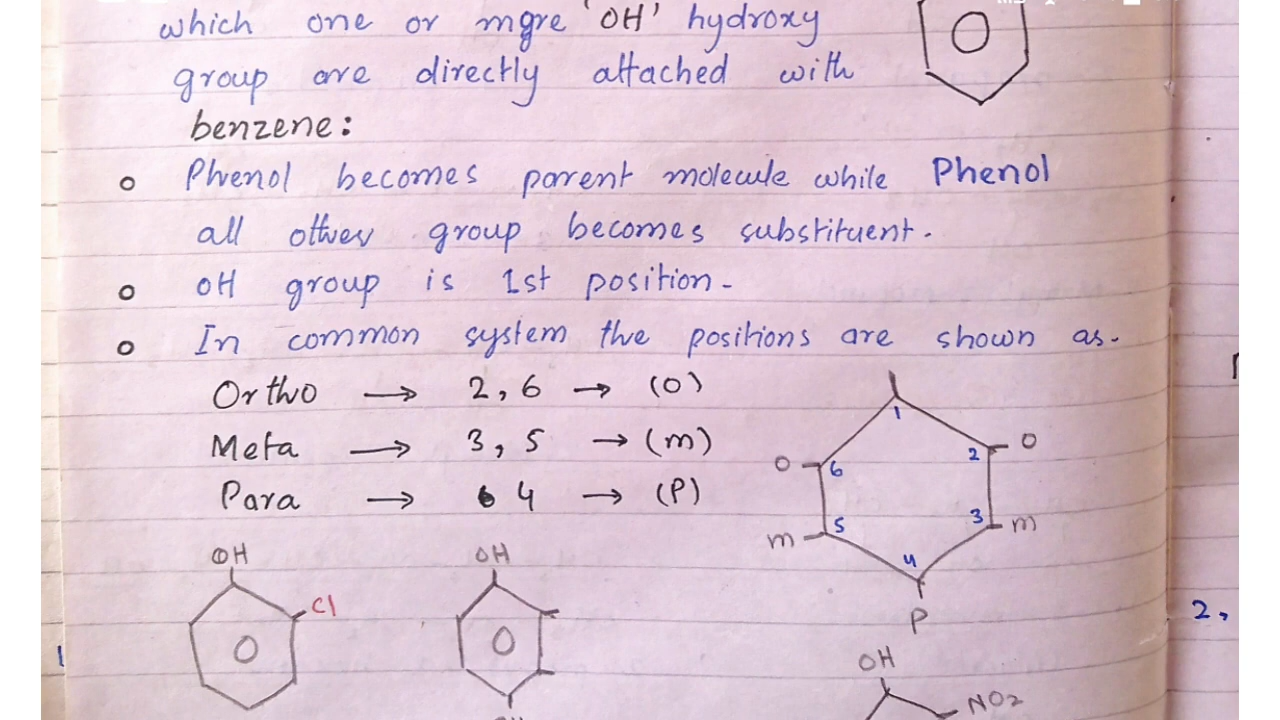 which one or more 'OH' hydroxy
group are directly attached with
benzene:
o Phenol becomes parent molecule while Phenol
all other group becomes substituent.
o OH group is 1st position.
o In common system the positions are shown as.
Ortho → 2, 6 → (O)
Meta → 3, 5 → (m)
Para → 4 → (P)
1
2 O
O 6
3 m
m 5
4
P
OH
Cl
OH
OH
NO2
2,